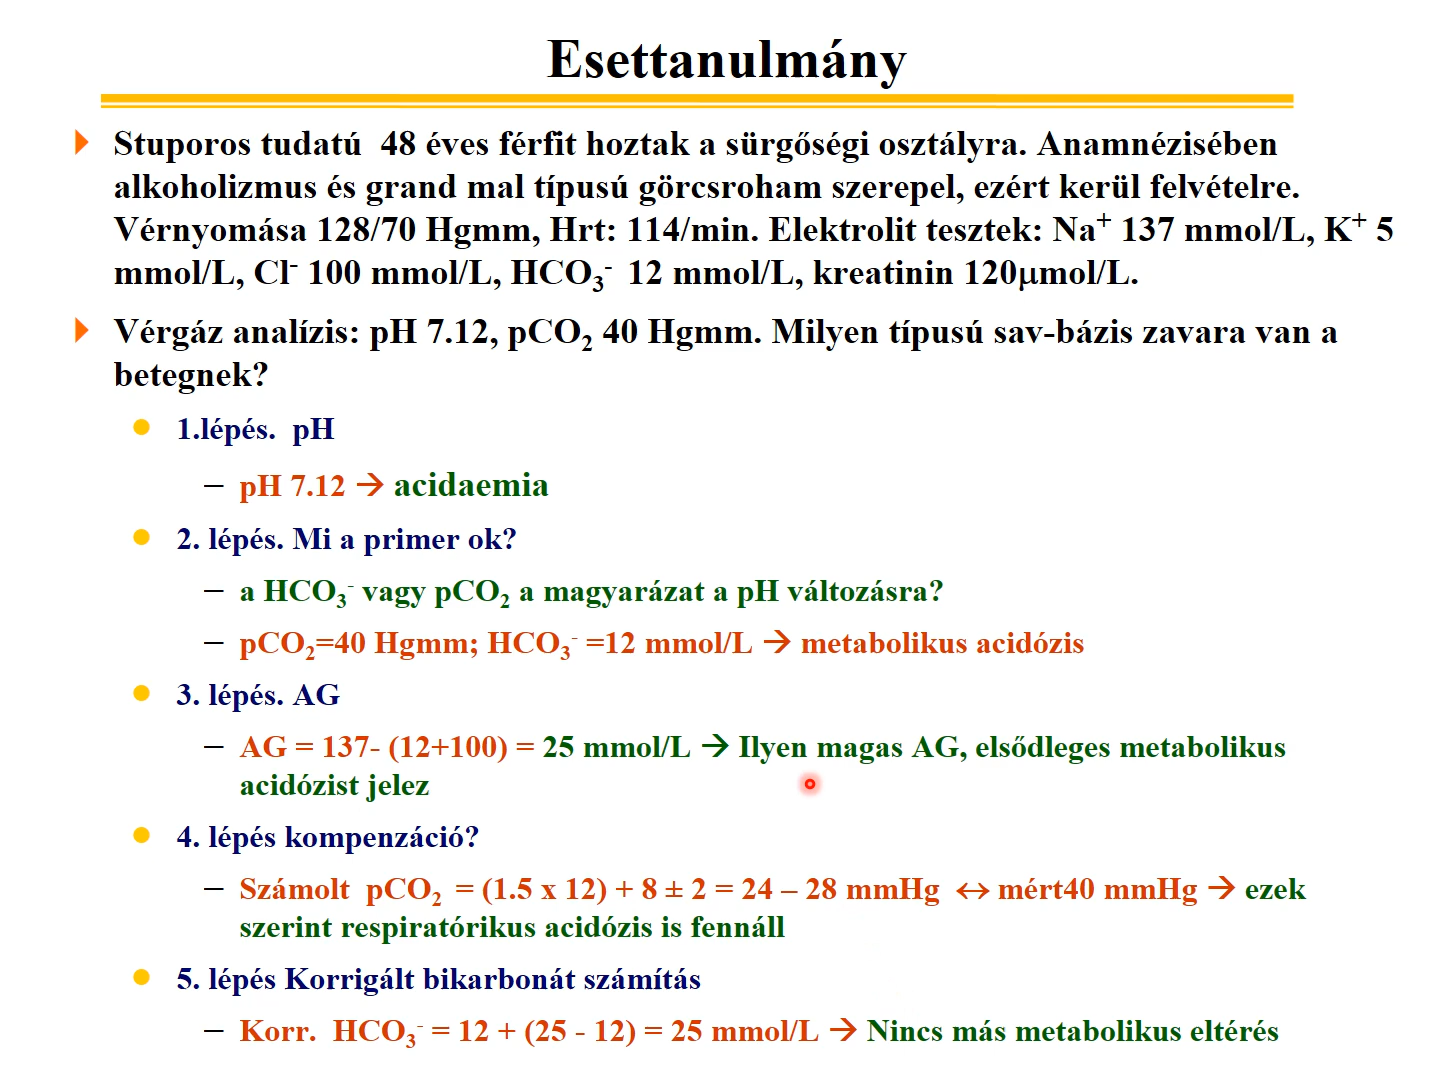 Esettanulmány
Stuporos tudatú 48 éves férfit hoztak a sürgőségi osztályra. Anamnézisében
alkoholizmus és grand mal típusú görcsroham szerepel, ezért kerül felvételre.
Vérnyomása 128/70 Hgmm, Hrt: 114/min. Elektrolit tesztek: Na⁺ 137 mmol/L, K⁺ 5
mmol/L, Cl⁻ 100 mmol/L, HCO₃⁻ 12 mmol/L, kreatinin 120μmol/L.
Vérgáz analízis: pH 7.12, pCO₂ 40 Hgmm. Milyen típusú sav-bázis zavara van a
betegnek?
1.lépés. pH
– pH 7.12 → acidaemia
2. lépés. Mi a primer ok?
– a HCO₃⁻ vagy pCO₂ a magyarázat a pH változásra?
– pCO₂=40 Hgmm; HCO₃⁻ =12 mmol/L → metabolikus acidózis
3. lépés. AG
– AG = 137- (12+100) = 25 mmol/L → Ilyen magas AG, elsődleges metabolikus
acidózist jelez
4. lépés kompenzáció?
– Számolt pCO₂ = (1.5 x 12) + 8 ± 2 = 24 – 28 mmHg ↔ mért40 mmHg → ezek
szerint respiratórikus acidózis is fennáll
5. lépés Korrigált bikarbonát számítás
– Korr. HCO₃⁻ = 12 + (25 - 12) = 25 mmol/L → Nincs más metabolikus eltérés